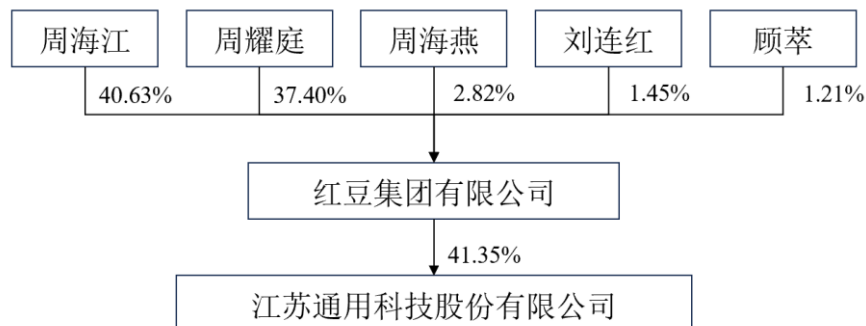 周海江
周耀庭
周海燕
刘连红
顾萃
40.63%
37.40%
2.82%
1.45%
1.21%
红豆集团有限公司
41.35%
江苏通用科技股份有限公司